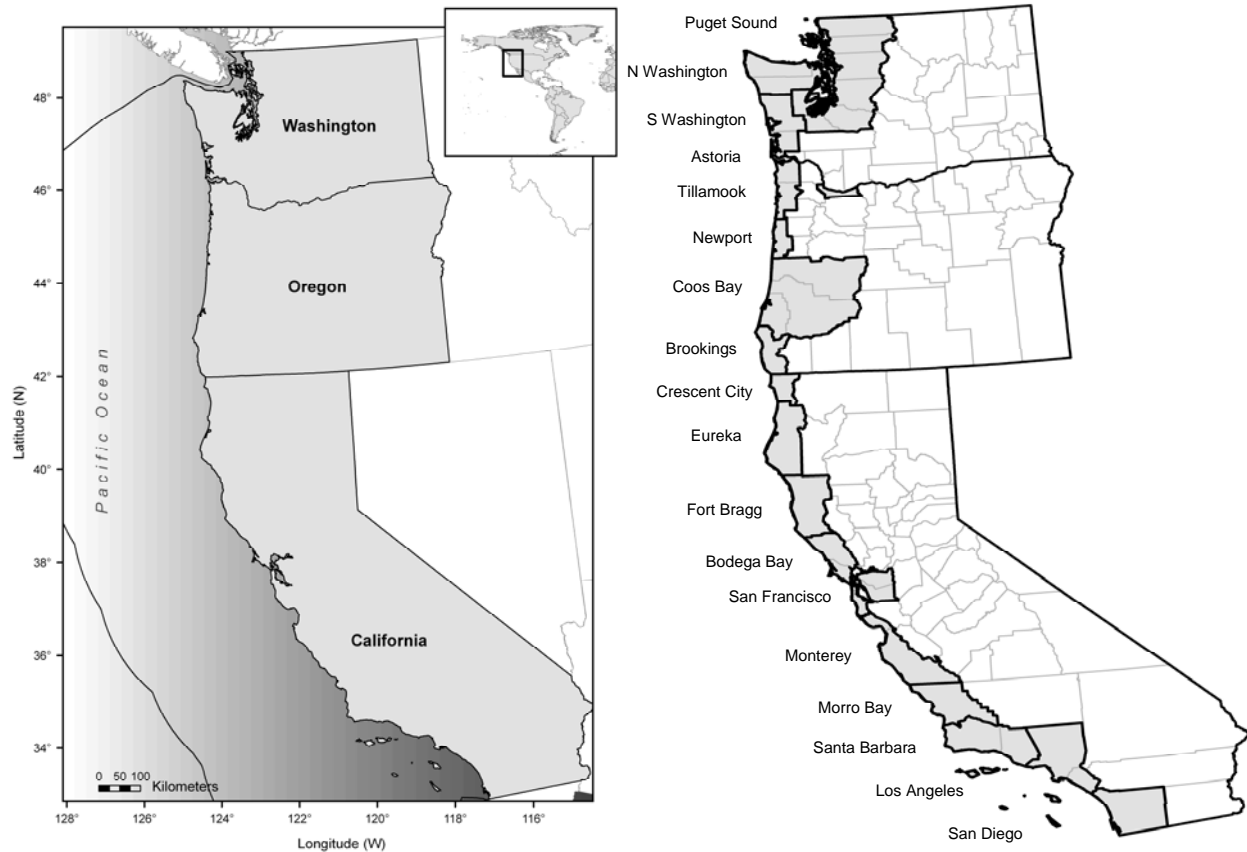 48°
46°
44°
42°
40°
38°
36°
34°
Latitude (N)
Pacific Ocean
Washington
Oregon
California
0 50 100
Kilometers
128°
126°
124°
122°
120°
118°
116°
Longitude (W)
Puget Sound
N Washington
S Washington
Astoria
Tillamook
Newport
Coos Bay
Brookings
Crescent City
Eureka
Fort Bragg
Bodega Bay
San Francisco
Monterey
Morro Bay
Santa Barbara
Los Angeles
San Diego